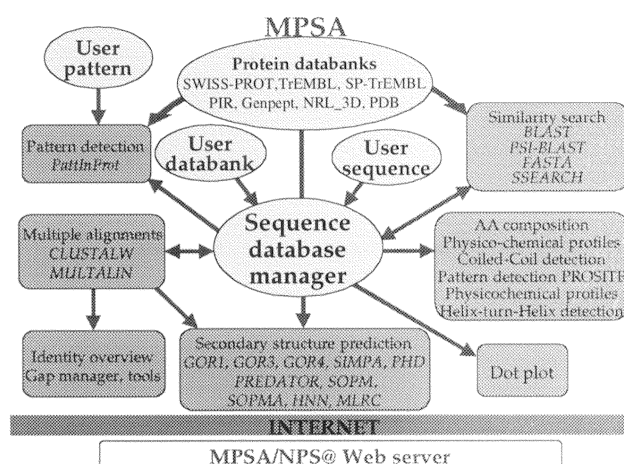 MPSA
User
pattern
Protein databanks
SWISS-PROT,TrEMBL, SP-TrEMBL
PIR, Genpept, NRL_3D, PDB
Pattern detection
PattInProt
User
databank
User
sequence
Similarity search
BLAST
PSI-BLAST
FASTA
SSEARCH
Multiple alignments
CLUSTALW
MULTALIN
Sequence
database
manager
AA composition
Physico-chemical profiles
Coiled-Coil detection
Pattern detection PROSITE
Physicochemical profiles
Helix-turn-Helix detection
Identity overview
Gap manager, tools
Secondary structure prediction
GOR1, GOR3, GOR4, SIMPA, PHD
PREDATOR, SOPM,
SOPMA, HNN, MLRC
Dot plot
INTERNET
MPSA/NPS@ Web server